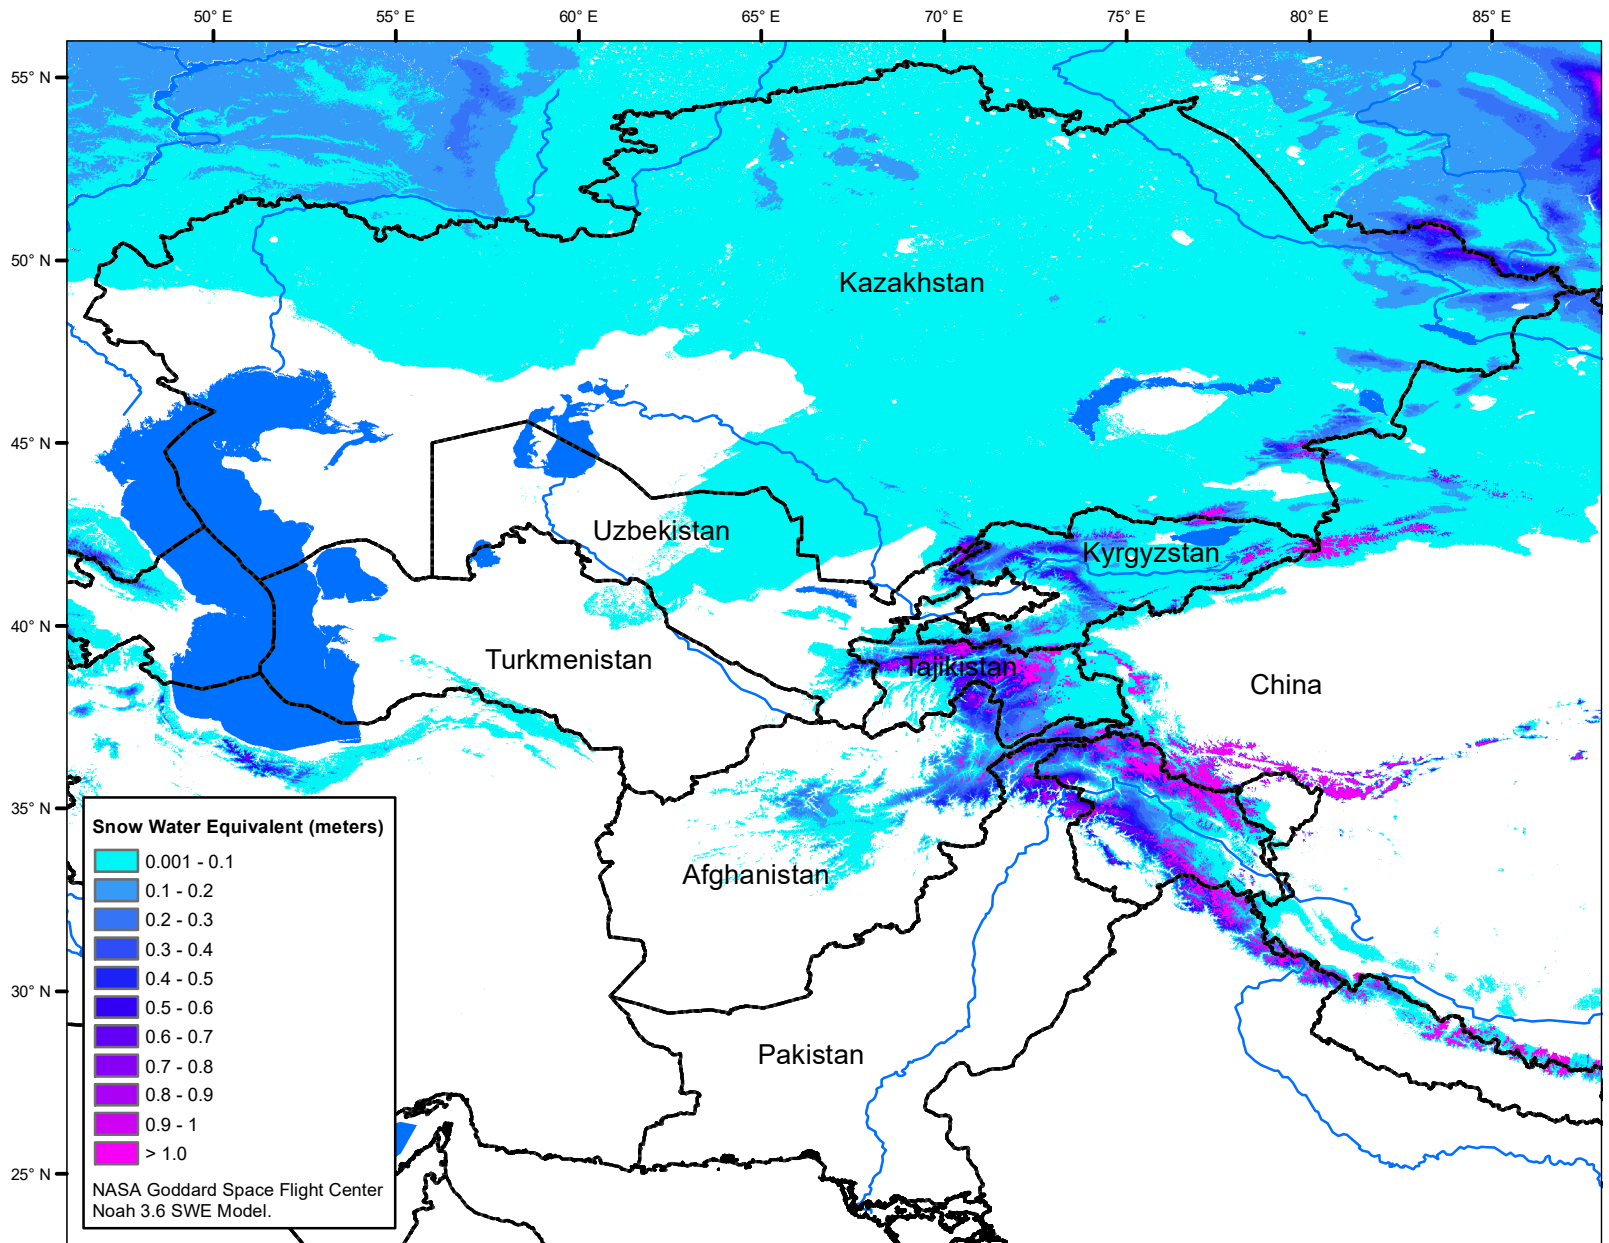 50° E 55° E 60° E 65° E 70° E 75° E 80° E 85° E
55° N
50° N
45° N
40° N
35° N
30° N
25° N
Kazakhstan
Uzbekistan
Kyrgyzstan
Turkmenistan
Tajikistan
China
Afghanistan
Pakistan
Snow Water Equivalent (meters)
0.001 - 0.1
0.1 - 0.2
0.2 - 0.3
0.3 - 0.4
0.4 - 0.5
0.5 - 0.6
0.6 - 0.7
0.7 - 0.8
0.8 - 0.9
0.9 - 1
> 1.0
NASA Goddard Space Flight Center
Noah 3.6 SWE Model.